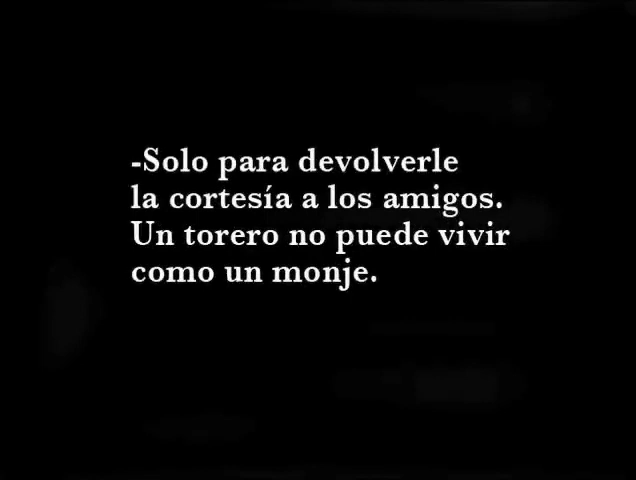 -Solo para devolverle
la cortesía a los amigos.
Un torero no puede vivir
como un monje.